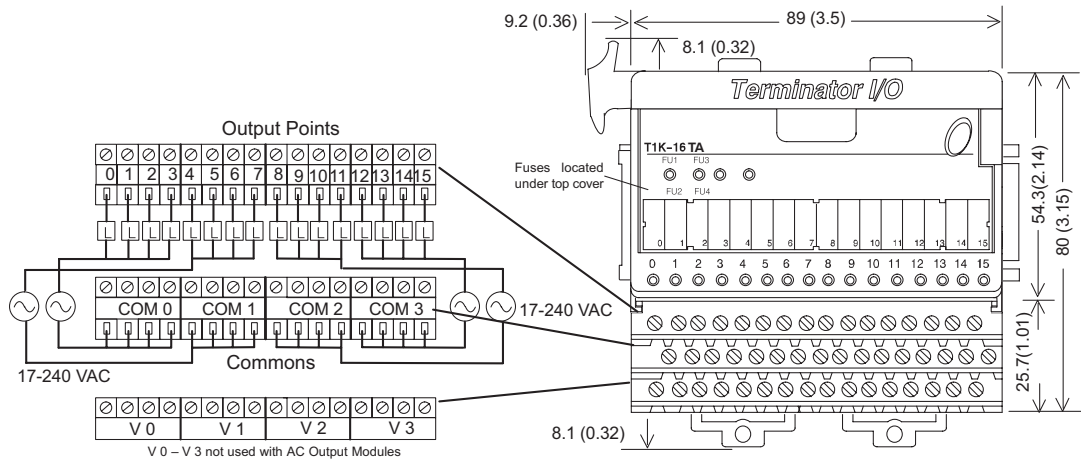 Output Points
0 1 2 3 4 5 6 7 8 9 10 11 12 13 14 15
L L L L L L L L L L L L L L L L
COM 0 COM 1 COM 2 COM 3
17-240 VAC
Commons
17-240 VAC
V 0 V 1 V 2 V 3
V 0 – V 3 not used with AC Output Modules
9.2 (0.36)
89 (3.5)
8.1 (0.32)
Terminator I/O
T1K-16TA
FU1 FU3
Fuses located
under top cover
FU2 FU4
0 1 2 3 4 5 6 7 8 9 10 11 12 13 14 15
0 1 2 3 4 5 6 7 8 9 10 11 12 13 14 15
54.3(2.14)
80 (3.15)
25.7(1.01)
8.1 (0.32)